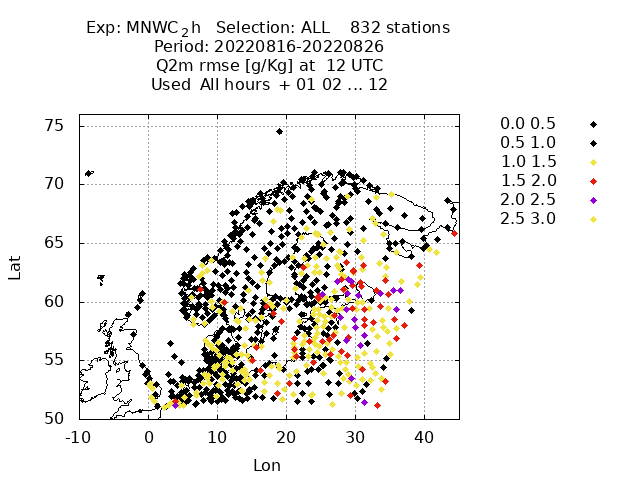 Exp: MNWC_2h Selection: ALL 832 stations
Period: 20220816-20220826
Q2m rmse [g/Kg] at 12 UTC
Used All hours + 01 02 ... 12
0.0 0.5
0.5 1.0
1.0 1.5
1.5 2.0
2.0 2.5
2.5 3.0
75
70
65
60
55
50
Lat
-10 0 10 20 30 40
Lon